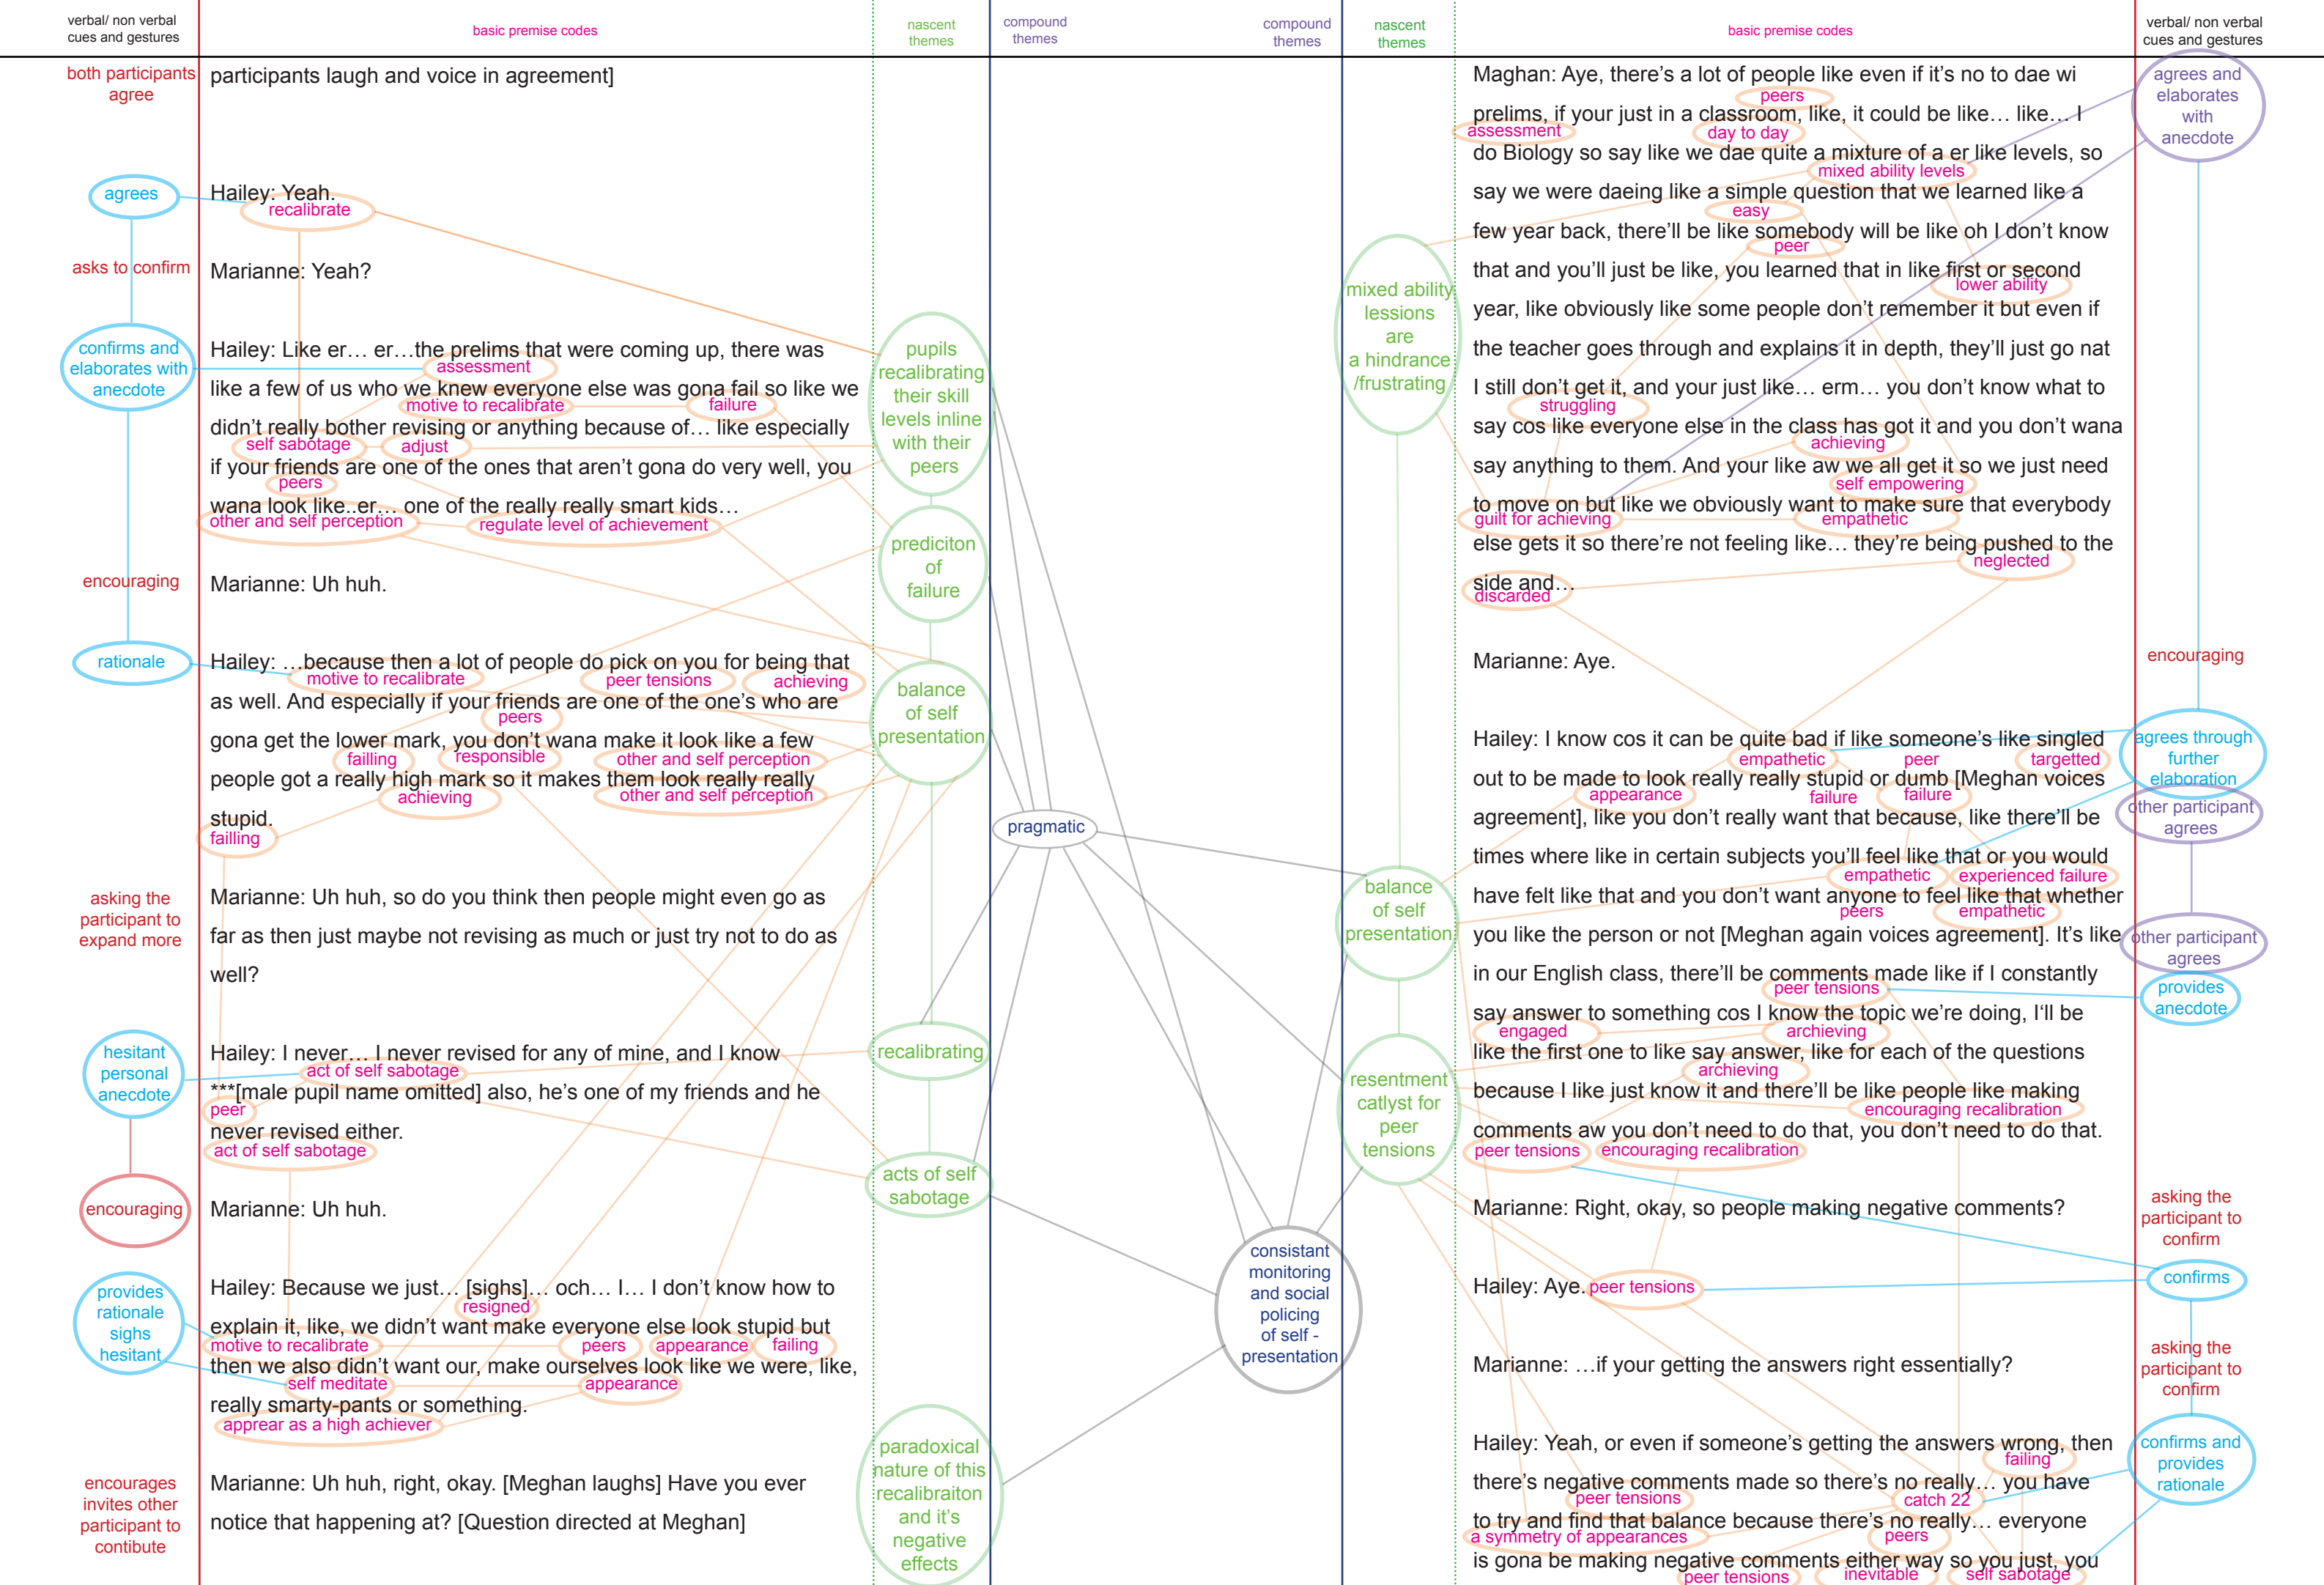 verbal/ non verbal
cues and gestures
basic premise codes
nascent
themes
compound
themes
both participants
agree
participants laugh and voice in agreement]
agrees
Hailey: Yeah.
recalibrate
asks to confirm
Marianne: Yeah?
confirms and
elaborates with
anecdote
Hailey: Like er… er…the prelims that were coming up, there was
assessment
like a few of us who we knew everyone else was gona fail so like we
motive to recalibrate failure
didn't really bother revising or anything because of… like especially
self sabotage adjust
if your friends are one of the ones that aren't gona do very well, you
peers
wana look like..er… one of the really really smart kids…
other and self perception regulate level of achievement
encouraging
Marianne: Uh huh.
rationale
Hailey: …because then a lot of people do pick on you for being that
motive to recalibrate peer tensions achieving
as well. And especially if your friends are one of the one's who are
peers
gona get the lower mark, you don't wana make it look like a few
failling responsible other and self perception
people got a really high mark so it makes them look really really
achieving other and self perception
stupid.
failling
asking the
participant to
expand more
Marianne: Uh huh, so do you think then people might even go as
far as then just maybe not revising as much or just try not to do as
well?
hesitant
personal
anecdote
Hailey: I never… I never revised for any of mine, and I know
act of self sabotage
***[male pupil name omitted] also, he's one of my friends and he
peer
never revised either.
act of self sabotage
encouraging
Marianne: Uh huh.
provides
rationale
sighs
hesitant
Hailey: Because we just… [sighs]… och… I… I don't know how to
resigned
explain it, like, we didn't want make everyone else look stupid but
motive to recalibrate peers appearance failing
then we also didn't want our, make ourselves look like we were, like,
self meditate appearance
really smarty-pants or something.
apprear as a high achiever
encourages
invites other
participant to
contibute
Marianne: Uh huh, right, okay. [Meghan laughs] Have you ever
notice that happening at? [Question directed at Meghan]
pupils
recalibrating
their skill
levels inline
with their
peers
prediciton
of
failure
balance
of self
presentation
recalibrating
acts of self
sabotage
paradoxical
nature of this
recalibraiton
and it's
negative
effects
pragmatic
consistant
monitoring
and social
policing
of self -
presentation
compound
themes
nascent
themes
basic premise codes
verbal/ non verbal
cues and gestures
mixed ability
lessions
are
a hindrance
/frustrating
balance
of self
presentation
resentment
catlyst for
peer
tensions
Maghan: Aye, there's a lot of people like even if it's no to dae wi
peers
prelims, if your just in a classroom, like, it could be like… like… I
assessment day to day
do Biology so say like we dae quite a mixture of a er like levels, so
mixed ability levels
say we were daeing like a simple question that we learned like a
easy
few year back, there'll be like somebody will be like oh I don't know
peer
that and you'll just be like, you learned that in like first or second
lower ability
year, like obviously like some people don't remember it but even if
the teacher goes through and explains it in depth, they'll just go nat
I still don't get it, and your just like… erm… you don't know what to
struggling
say cos like everyone else in the class has got it and you don't wana
achieving
say anything to them. And your like aw we all get it so we just need
self empowering
to move on but like we obviously want to make sure that everybody
guilt for achieving empathetic
else gets it so there're not feeling like… they're being pushed to the
neglected
side and…
discarded
agrees and
elaborates
with
anecdote
Marianne: Aye.
encouraging
Hailey: I know cos it can be quite bad if like someone's like singled
empathetic peer targetted
out to be made to look really really stupid or dumb [Meghan voices
appearance failure failure
agreement], like you don't really want that because, like there'll be
times where like in certain subjects you'll feel like that or you would
empathetic experienced failure
have felt like that and you don't want anyone to feel like that whether
peers empathetic
you like the person or not [Meghan again voices agreement]. It's like
in our English class, there'll be comments made like if I constantly
peer tensions
say answer to something cos I know the topic we're doing, I'll be
engaged archieving
like the first one to like say answer, like for each of the questions
archieving
because I like just know it and there'll be like people like making
encouraging recalibration
comments aw you don't need to do that, you don't need to do that.
peer tensions encouraging recalibration
agrees through
further
elaboration
other participant
agrees
other participant
agrees
provides
anecdote
Marianne: Right, okay, so people making negative comments?
asking the
participant to
confirm
Hailey: Aye.
peer tensions
confirms
Marianne: …if your getting the answers right essentially?
asking the
participant to
confirm
Hailey: Yeah, or even if someone's getting the answers wrong, then
failing
there's negative comments made so there's no really… you have
peer tensions catch 22
to try and find that balance because there's no really… everyone
a symmetry of appearances peers
is gona be making negative comments either way so you just, you
peer tensions inevitable self sabotage
confirms and
provides
rationale